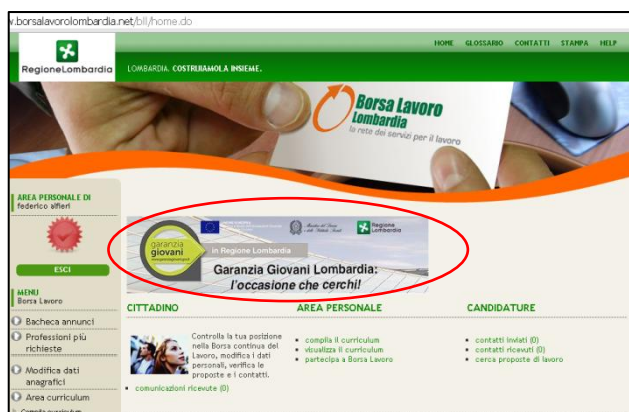 v.borsalavorolombardia.net/bll/home.do
HOME GLOSSARIO CONTATTI STAMPA HELP
RegioneLombardia
LOMBARDIA. COSTRUIAMOLA INSIEME.
Borsa Lavoro
Lombardia
la rete dei servizi per il lavoro
AREA PERSONALE DI
federico alfieri
ESCI
MENU
Borsa Lavoro
Bacheca annunci
Professioni più
richieste
Modifica dati
anagrafici
Area curriculum
Regione
Lombardia
garanzia
giovani
in Regione Lombardia
Garanzia Giovani Lombardia:
l'occasione che cerchi!
CITTADINO
Controlla la tua posizione
nella Borsa continua del
Lavoro, modifica i dati
personali, verifica le
proposte e i contatti.
comunicazioni ricevute (0)
AREA PERSONALE
compila il curriculum
visualizza il curriculum
partecipa a Borsa Lavoro
CANDIDATURE
contatti inviati (0)
contatti ricevuti (0)
cerca proposte di lavoro